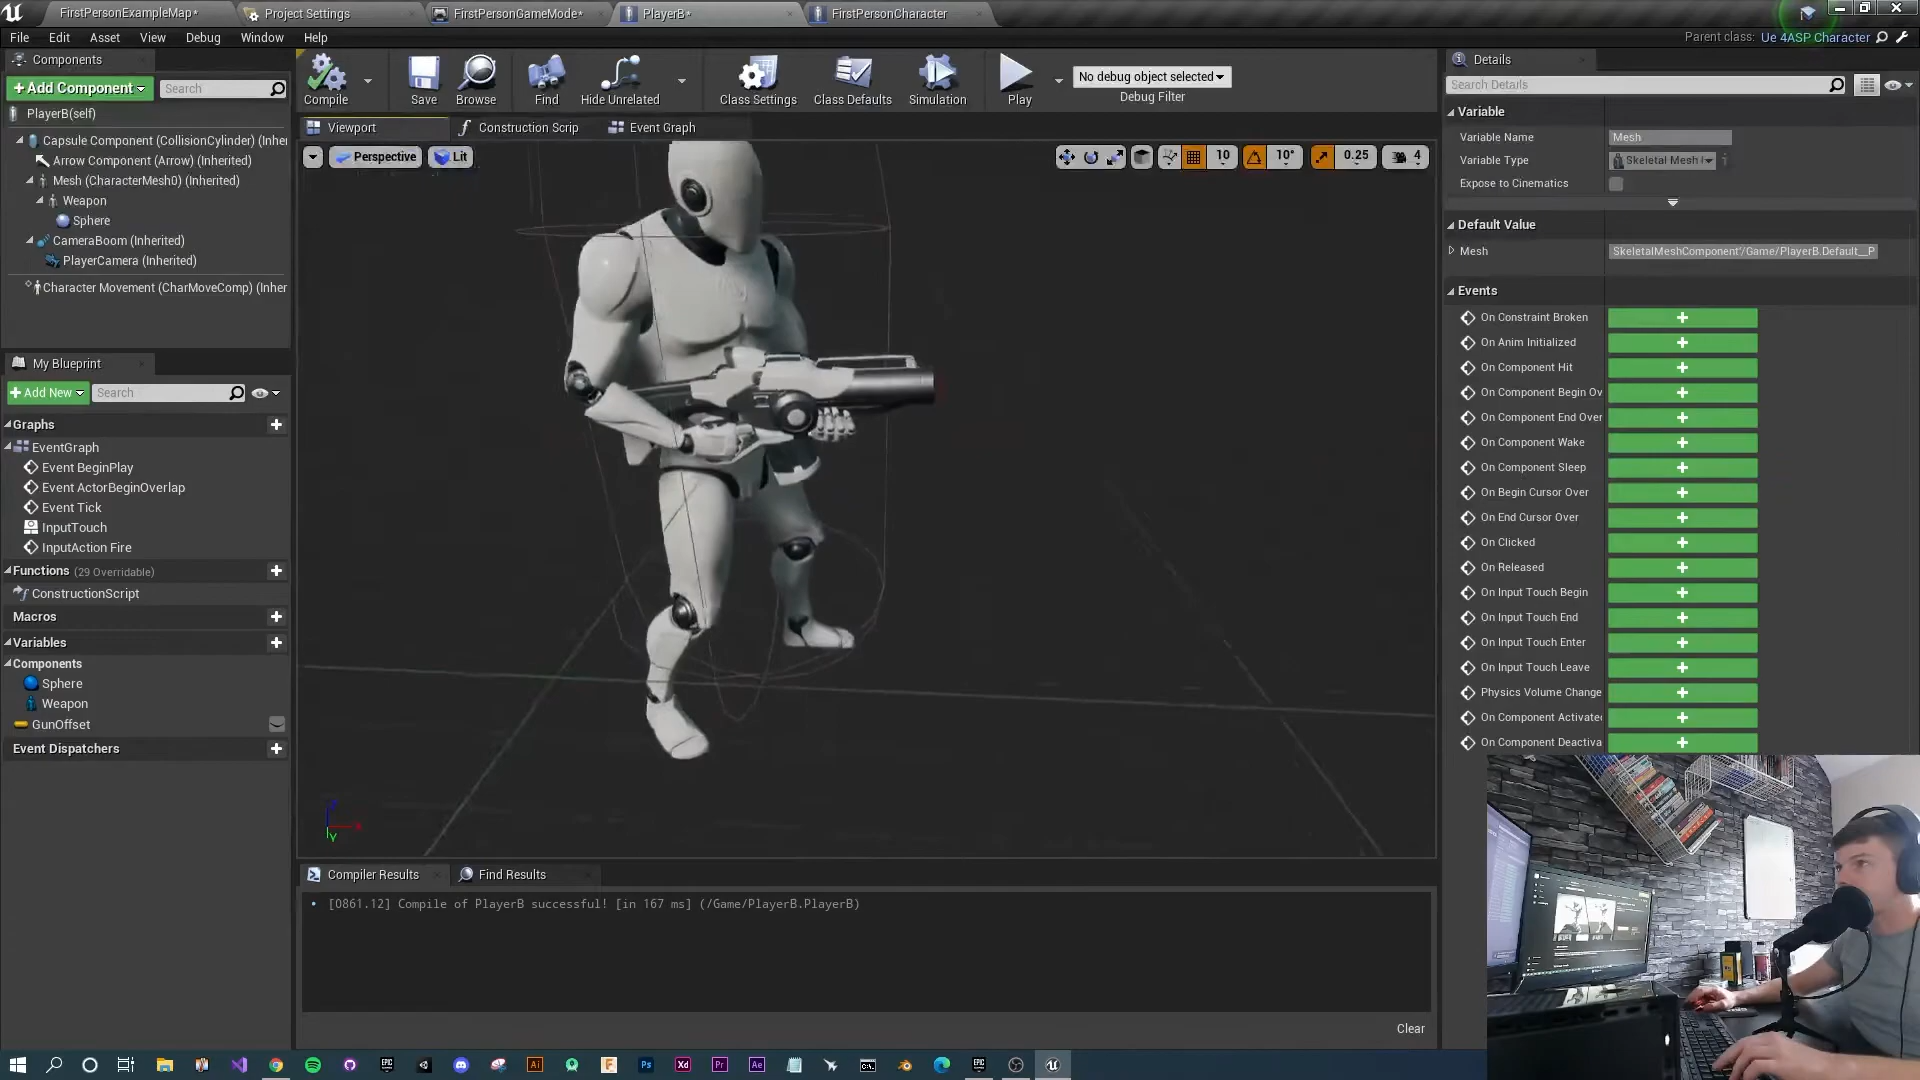 FirstPersonExampleMap*
Project Settings
FirstPersonGameMode*
PlayerB*
FirstPersonCharacter
File Edit Asset View Debug Window Help
Parent class: Ue 4ASP Character
Components
+Add Component
Search
PlayerB(self)
Capsule Component (CollisionCylinder) (Inher
Arrow Component (Arrow) (Inherited)
Mesh (CharacterMesh0) (Inherited)
Weapon
Sphere
CameraBoom (Inherited)
PlayerCamera (Inherited)
Character Movement (CharMoveComp) (Inher
My Blueprint
+Add New
Search
Graphs
EventGraph
Event BeginPlay
Event ActorBeginOverlap
Event Tick
InputTouch
InputAction Fire
Functions (29 Overridable)
ConstructionScript
Macros
Variables
Components
Sphere
Weapon
GunOffset
Event Dispatchers
Compile
Save
Browse
Find
Hide Unrelated
Class Settings
Class Defaults
Simulation
Play
No debug object selected
Debug Filter
Viewport
Construction Scrip
Event Graph
Perspective
Lit
10
10°
0.25
4
X
Y
Compiler Results
Find Results
[0861.12] Compile of PlayerB successful! [in 167 ms] (/Game/PlayerB.PlayerB)
Clear
Details
Search Details
Variable
Variable Name Mesh
Variable Type Skeletal Mesh
Expose to Cinematics
Default Value
Mesh SkeletalMeshComponent'/Game/PlayerB.Default__P
Events
On Constraint Broken
On Anim Initialized
On Component Hit
On Component Begin Ov
On Component End Over
On Component Wake
On Component Sleep
On Begin Cursor Over
On End Cursor Over
On Clicked
On Released
On Input Touch Begin
On Input Touch End
On Input Touch Enter
On Input Touch Leave
Physics Volume Change
On Component Activated
On Component Deactiva
Ai
Ps
Xd
Pr
Ae